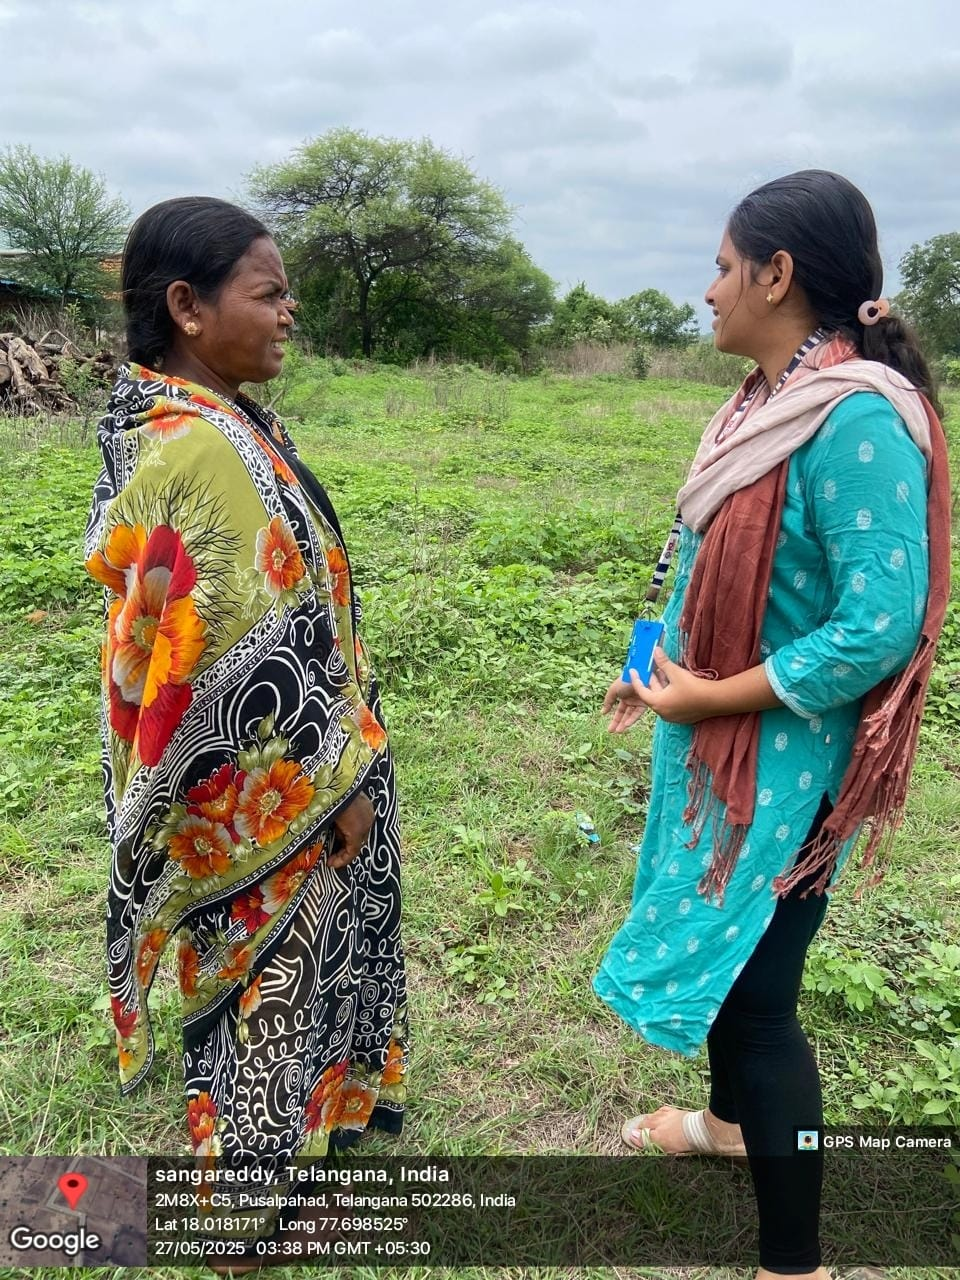 GPS Map Camera
sangareddy, Telangana, India
2M8X+C5, Pusalpahad, Telangana 502286, India
Lat 18.018171° Long 77.698525°
27/05/2025 03:38 PM GMT +05:30
Google